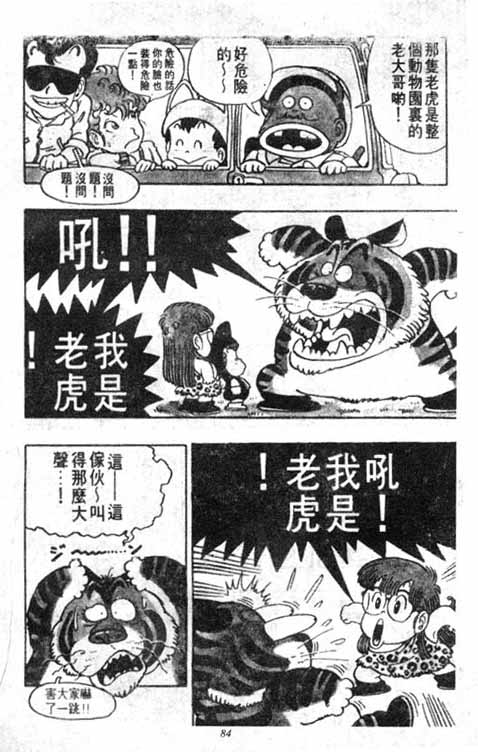 那隻老虎是整
個動物園裏的
老大哥喲！
好危險
的～～
危險的話
你的臉也
裝得危險
一點！
沒問
題！
沒問
題！
吼!!
我是
老虎
！
吼！
我是
老虎
！
這——這
傢伙～叫
得那麼大
聲…！
ジー
害大家嚇
了一跳!!
84